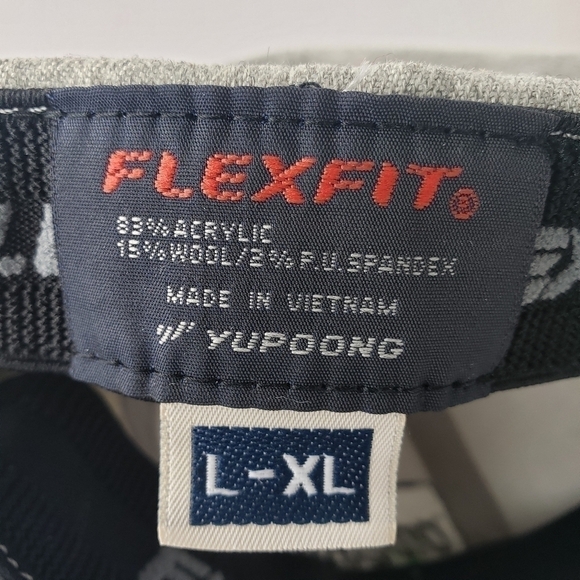 FLEXFIT®
83% ACRYLIC
15% WOOL/2% P.U. SPANDEX
MADE IN VIETNAM
YUPOONG
L-XL